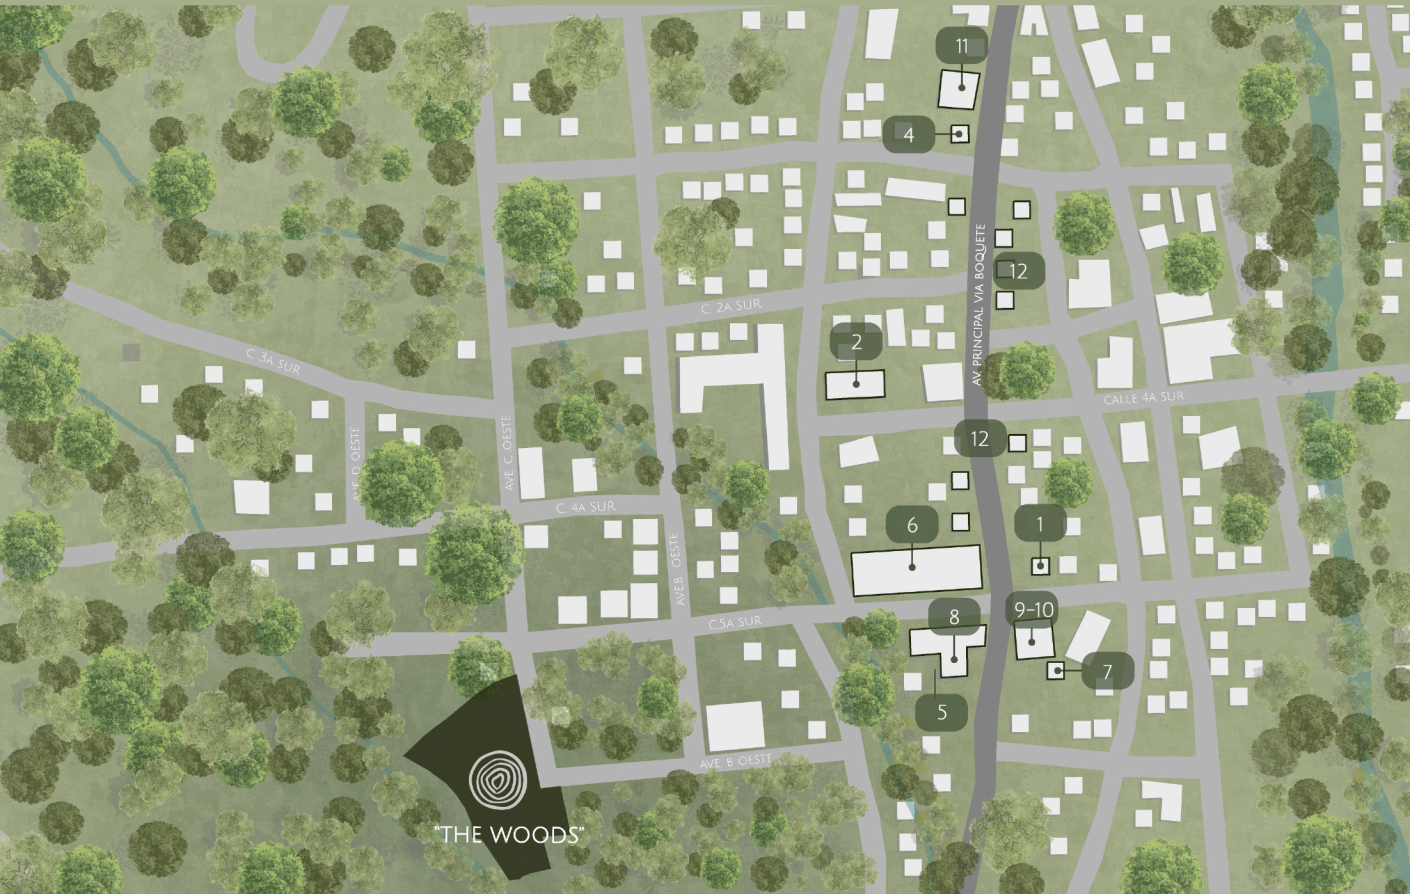 11
4
12
AV PRINCIPAL VIA BOQUETE
C. 2A SUR
2
C. 3A SUR
CALLE 4A SUR
AVE D OESTE
AVE C OESTE
12
C. 4A SUR
6
1
AVE.B OESTE
9-10
8
C.5A SUR
7
5
AVE B OESTE
"THE WOODS"